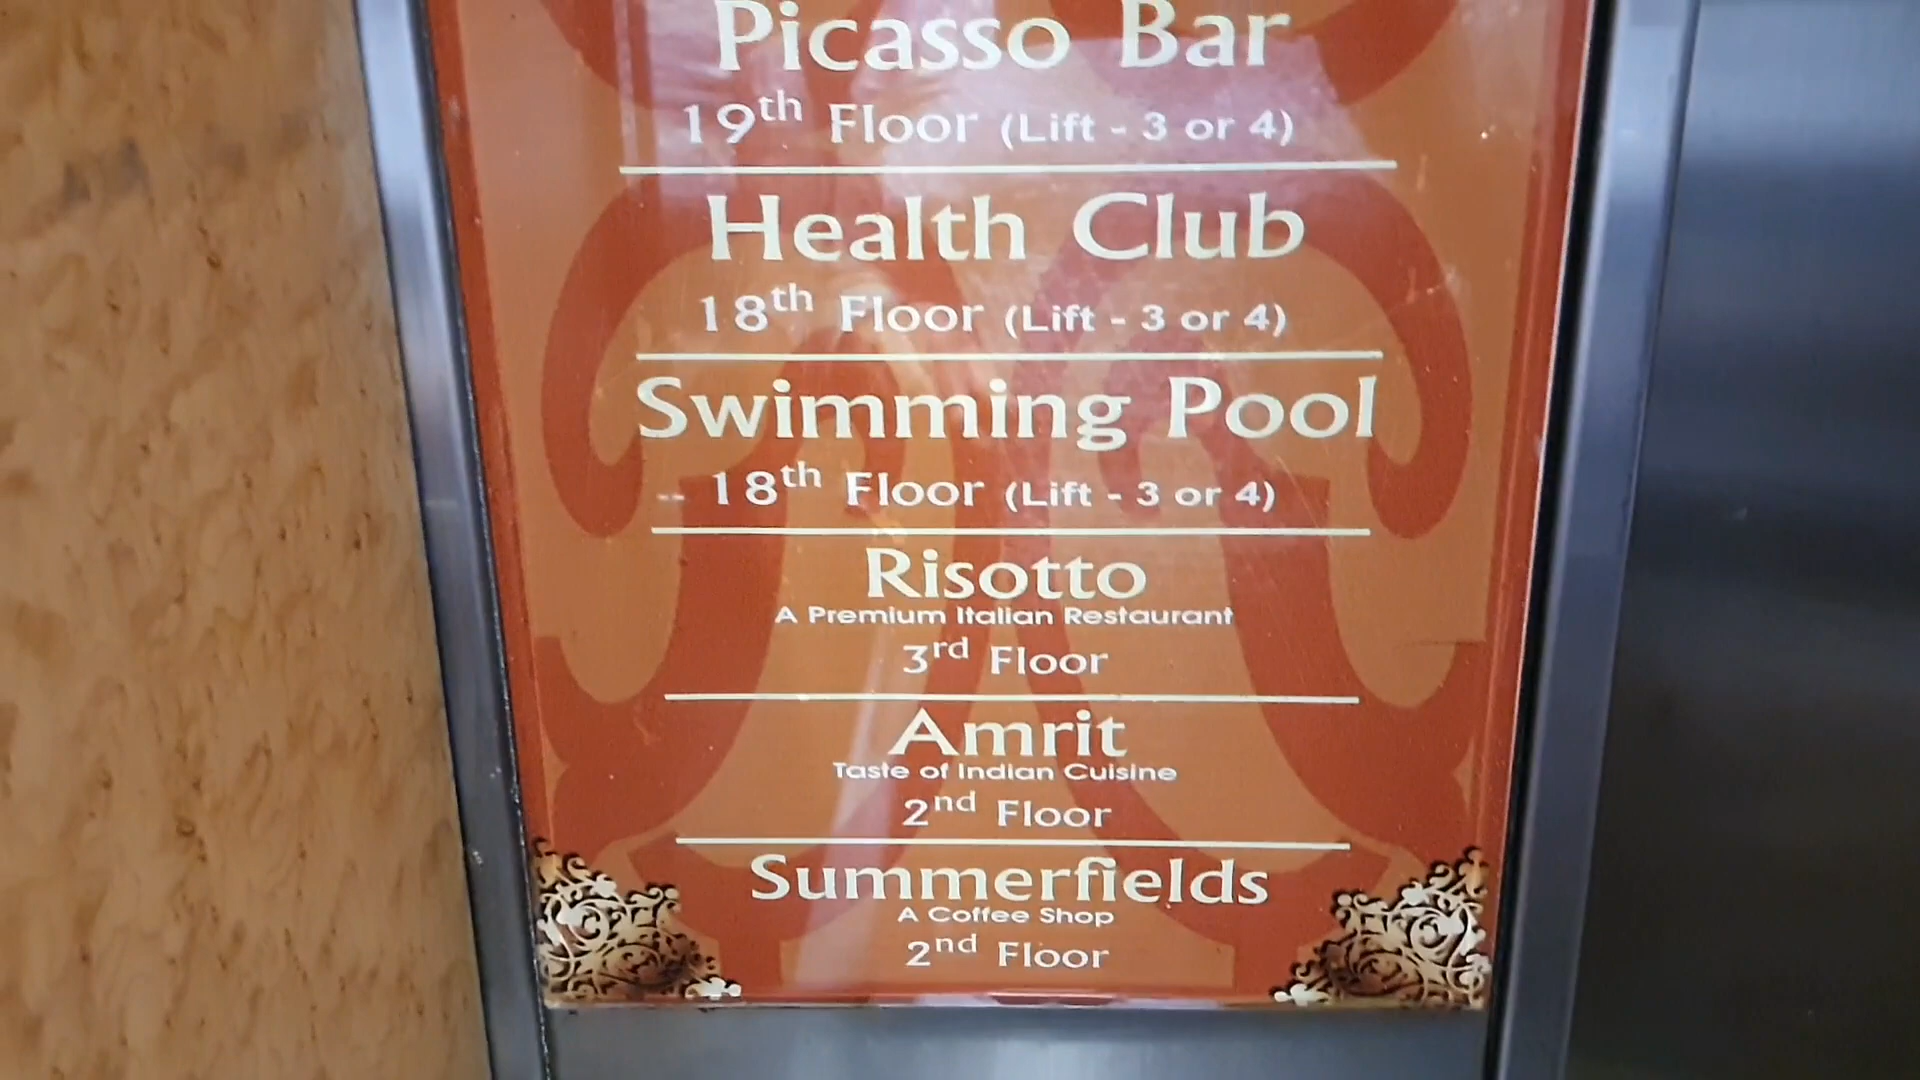 Picasso Bar
19th Floor (Lift - 3 or 4)
Health Club
18th Floor (Lift - 3 or 4)
Swimming Pool
18th Floor (Lift - 3 or 4)
Risotto
A Premium Italian Restaurant
3rd Floor
Amrit
Taste of Indian Cuisine
2nd Floor
Summerfields
A Coffee Shop
2nd Floor